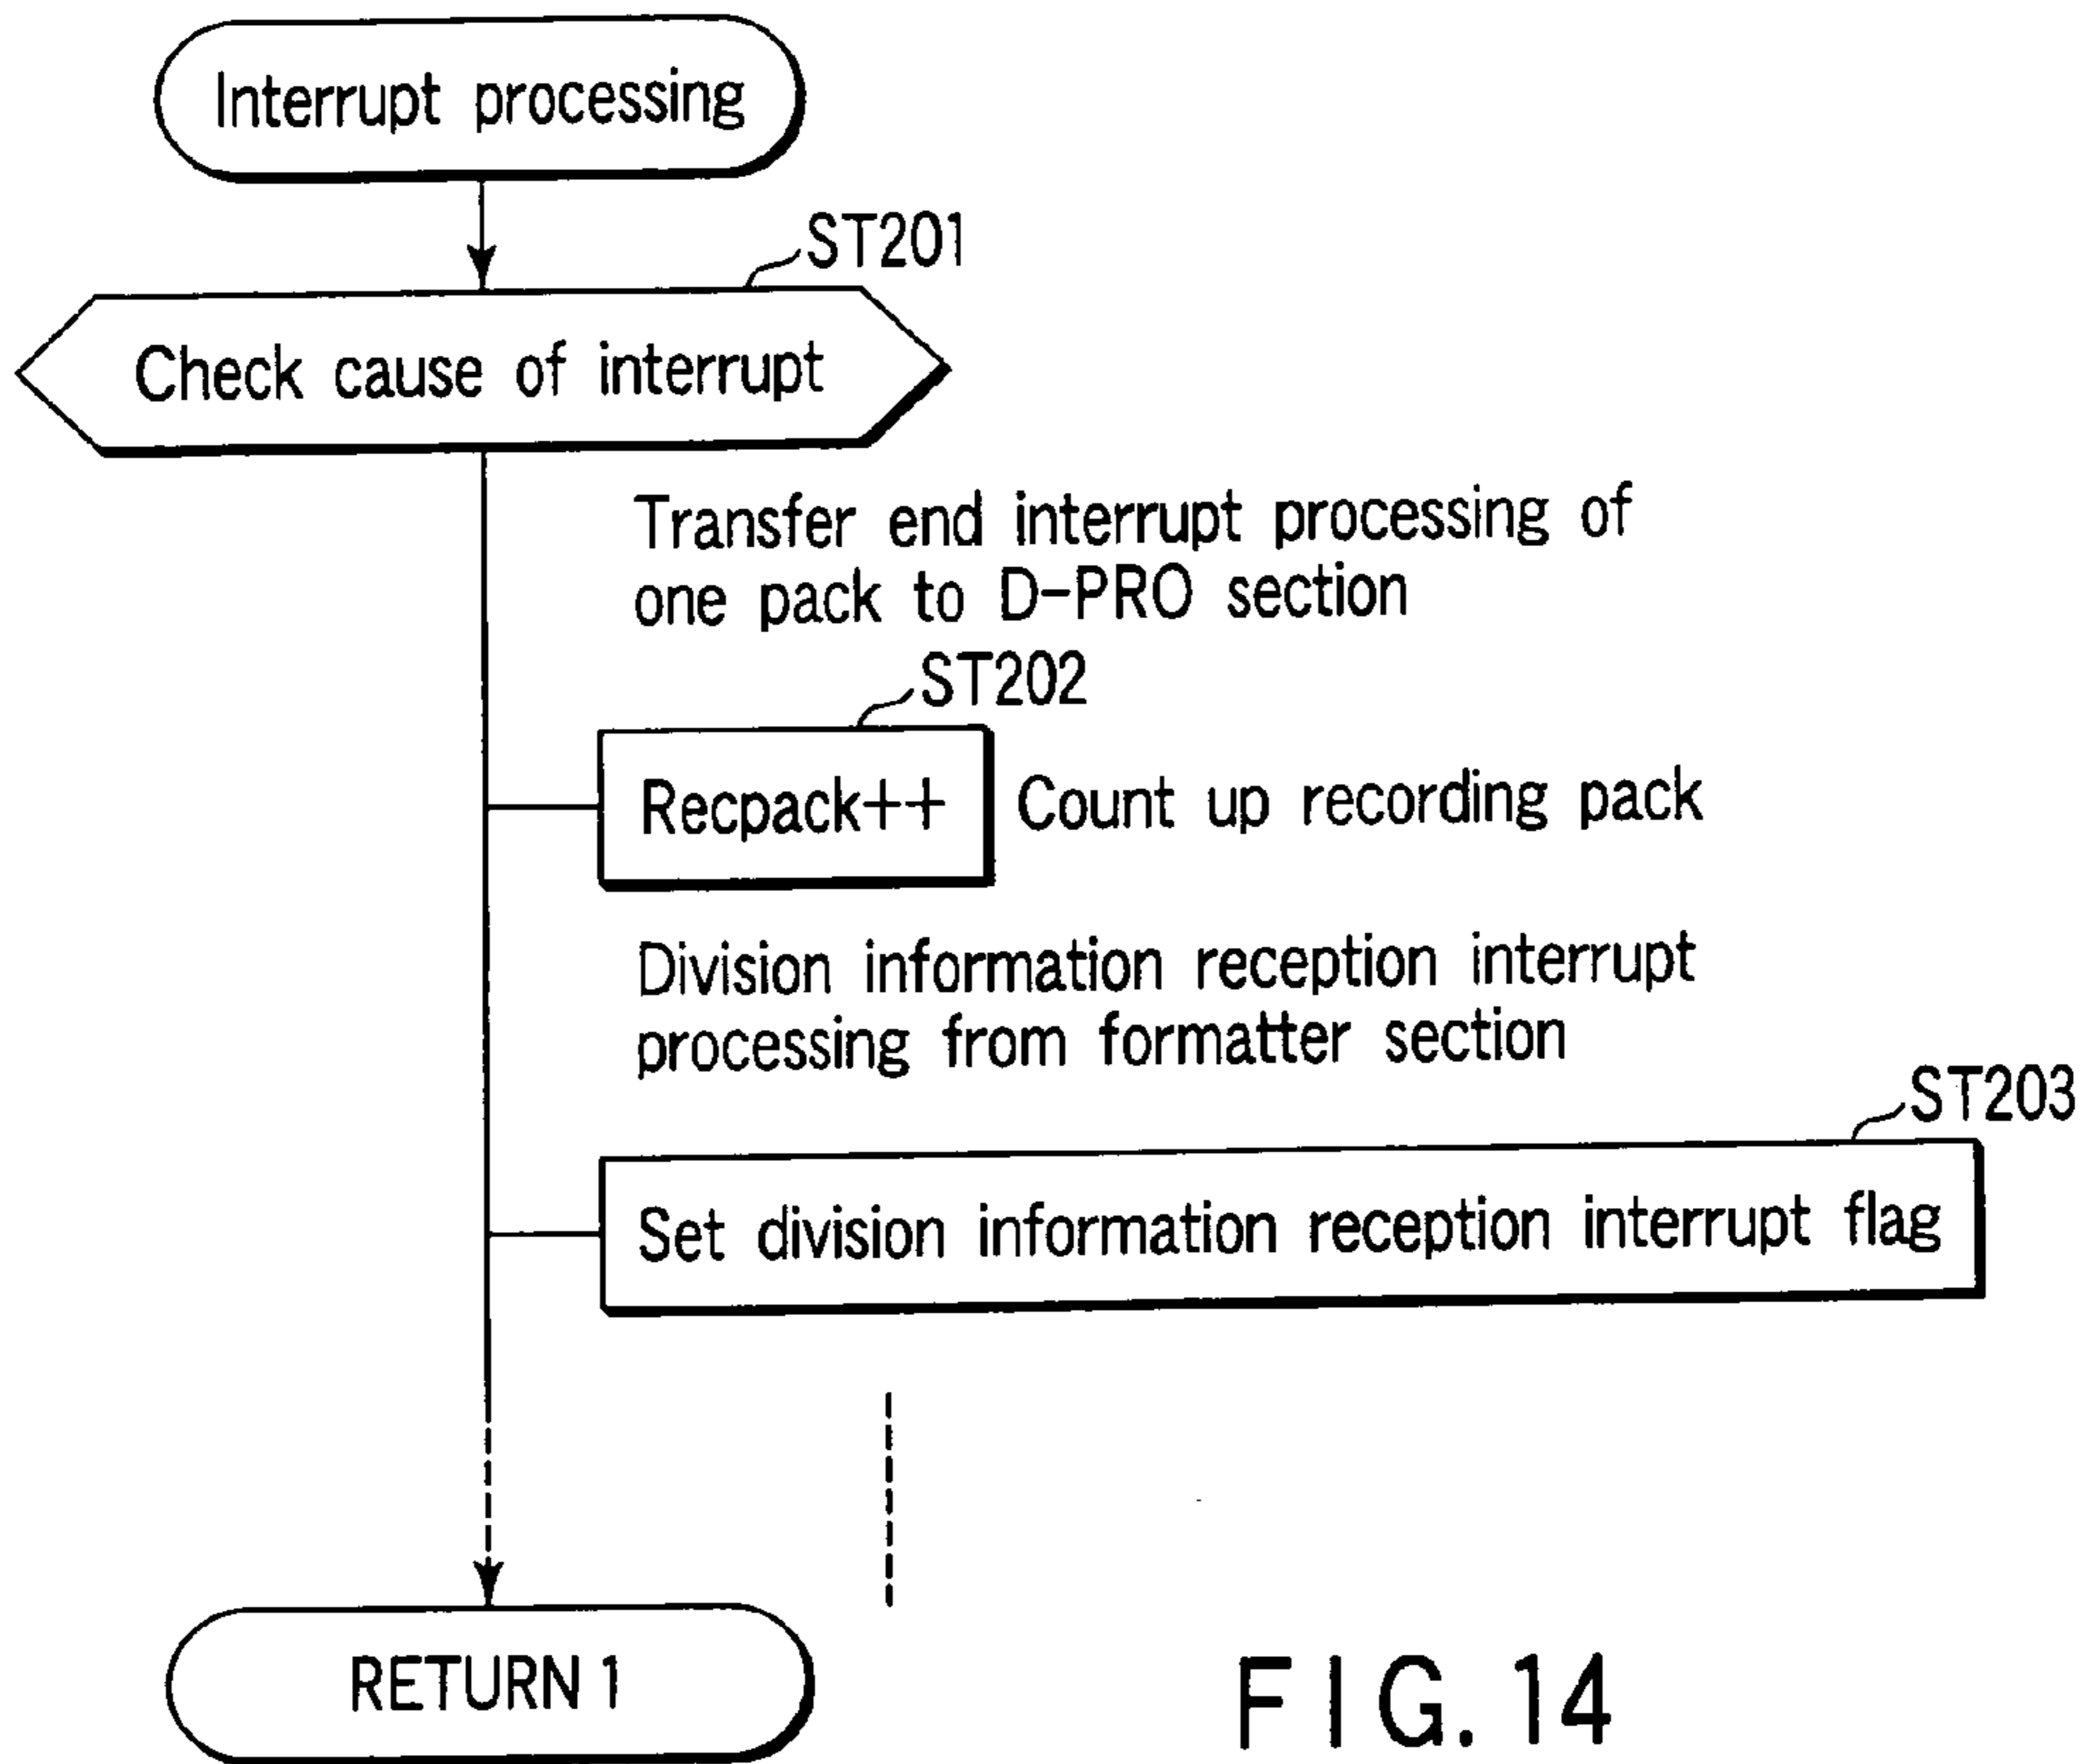 Interrupt processing
ST201
Check cause of interrupt
Transfer end interrupt processing of
one pack to D-PRO section
ST202
Recpack++
Count up recording pack
Division information reception interrupt
processing from formatter section
ST203
Set division information reception interrupt flag
RETURN 1
FIG. 14